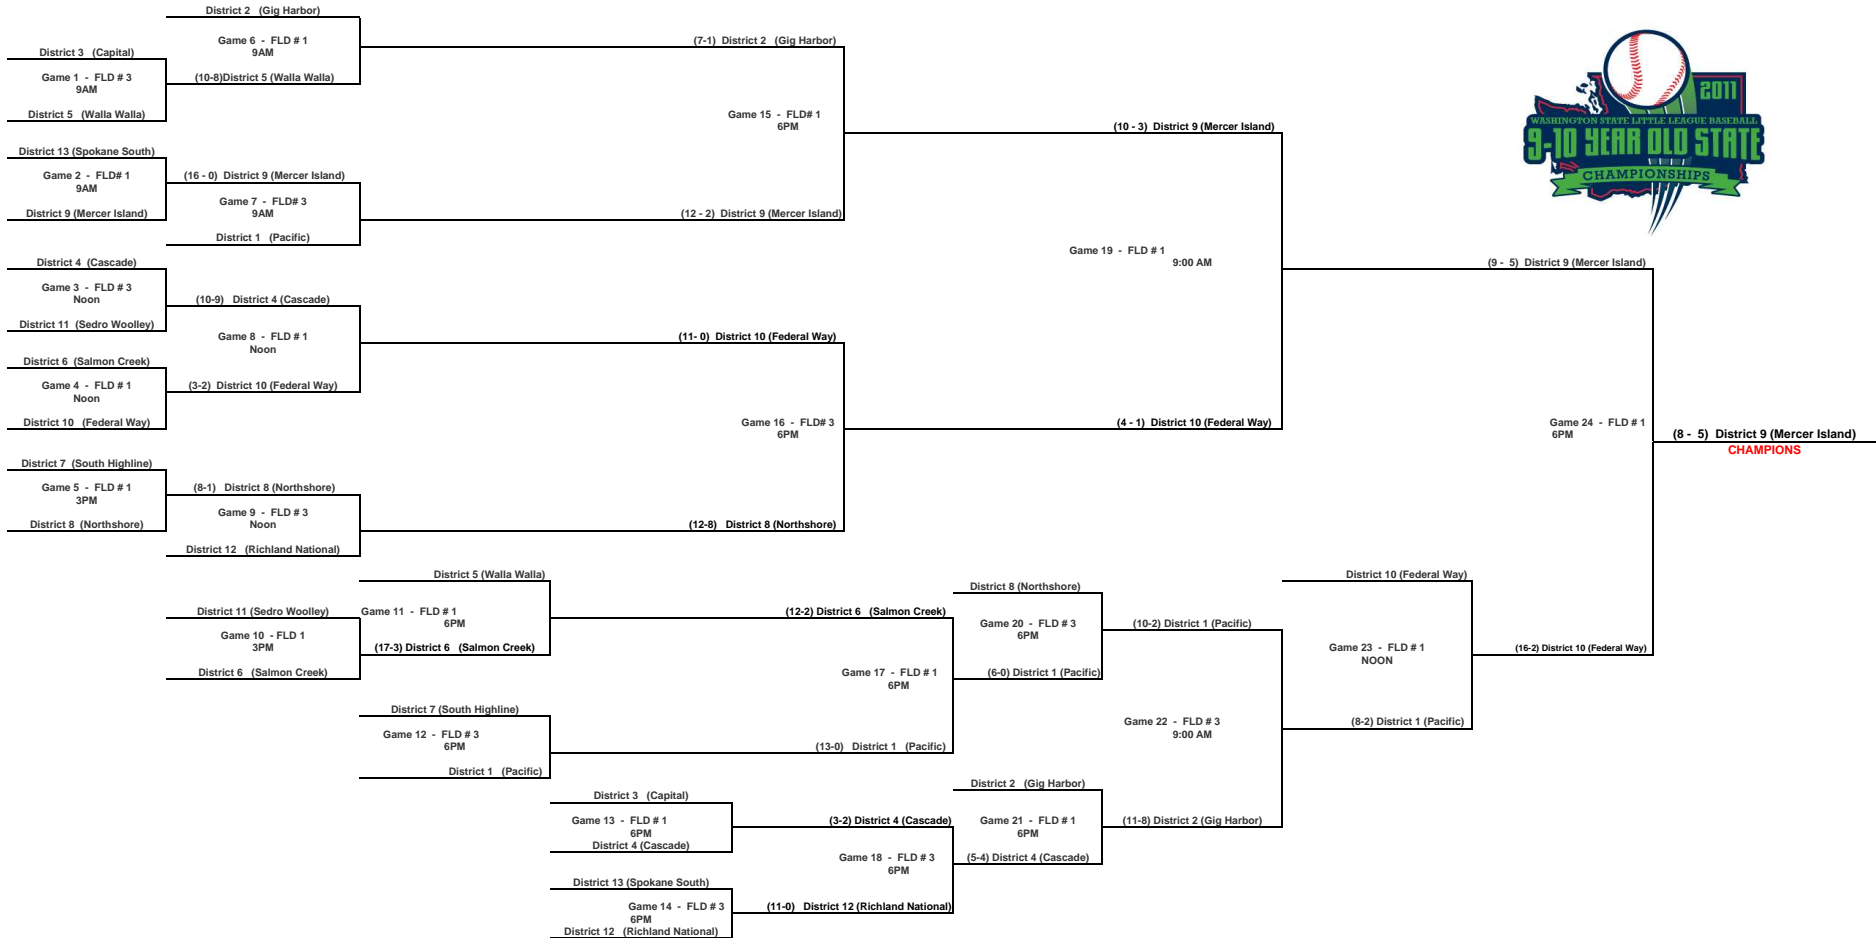 District 2 (Gig Harbor)
Game 6 - FLD # 1
9AM
District 3 (Capital)
(7-1) District 2 (Gig Harbor)
Game 1 - FLD # 3
9AM
(10-8)District 5 (Walla Walla)
District 5 (Walla Walla)
Game 15 - FLD# 1
6PM
(10 - 3) District 9 (Mercer Island)
2011
WASHINGTON STATE LITTLE LEAGUE BASEBALL
9-10 YEAR OLD STATE
CHAMPIONSHIPS
District 13 (Spokane South)
Game 2 - FLD# 1
9AM
(16 - 0) District 9 (Mercer Island)
District 9 (Mercer Island)
Game 7 - FLD# 3
9AM
(12 - 2) District 9 (Mercer Island)
District 1 (Pacific)
Game 19 - FLD # 1
9:00 AM
(9 - 5) District 9 (Mercer Island)
District 4 (Cascade)
Game 3 - FLD # 3
Noon
(10-9) District 4 (Cascade)
District 11 (Sedro Woolley)
Game 8 - FLD # 1
Noon
(11- 0) District 10 (Federal Way)
District 6 (Salmon Creek)
Game 4 - FLD # 1
Noon
(3-2) District 10 (Federal Way)
District 10 (Federal Way)
Game 16 - FLD# 3
6PM
(4 - 1) District 10 (Federal Way)
Game 24 - FLD # 1
6PM
(8 - 5) District 9 (Mercer Island)
CHAMPIONS
District 7 (South Highline)
Game 5 - FLD # 1
3PM
(8-1) District 8 (Northshore)
District 8 (Northshore)
Game 9 - FLD # 3
Noon
(12-8) District 8 (Northshore)
District 12 (Richland National)
District 5 (Walla Walla)
District 8 (Northshore)
District 10 (Federal Way)
District 11 (Sedro Woolley)
Game 11 - FLD # 1
6PM
(12-2) District 6 (Salmon Creek)
Game 10 - FLD 1
3PM
Game 20 - FLD # 3
6PM
(10-2) District 1 (Pacific)
(17-3) District 6 (Salmon Creek)
Game 23 - FLD # 1
NOON
(16-2) District 10 (Federal Way)
District 6 (Salmon Creek)
Game 17 - FLD # 1
6PM
(6-0) District 1 (Pacific)
District 7 (South Highline)
Game 12 - FLD # 3
6PM
(13-0) District 1 (Pacific)
Game 22 - FLD # 3
9:00 AM
(8-2) District 1 (Pacific)
District 1 (Pacific)
District 2 (Gig Harbor)
District 3 (Capital)
Game 13 - FLD # 1
6PM
(3-2) District 4 (Cascade)
Game 21 - FLD # 1
6PM
(11-8) District 2 (Gig Harbor)
District 4 (Cascade)
Game 18 - FLD # 3
6PM
(5-4) District 4 (Cascade)
District 13 (Spokane South)
Game 14 - FLD # 3
6PM
(11-0) District 12 (Richland National)
District 12 (Richland National)